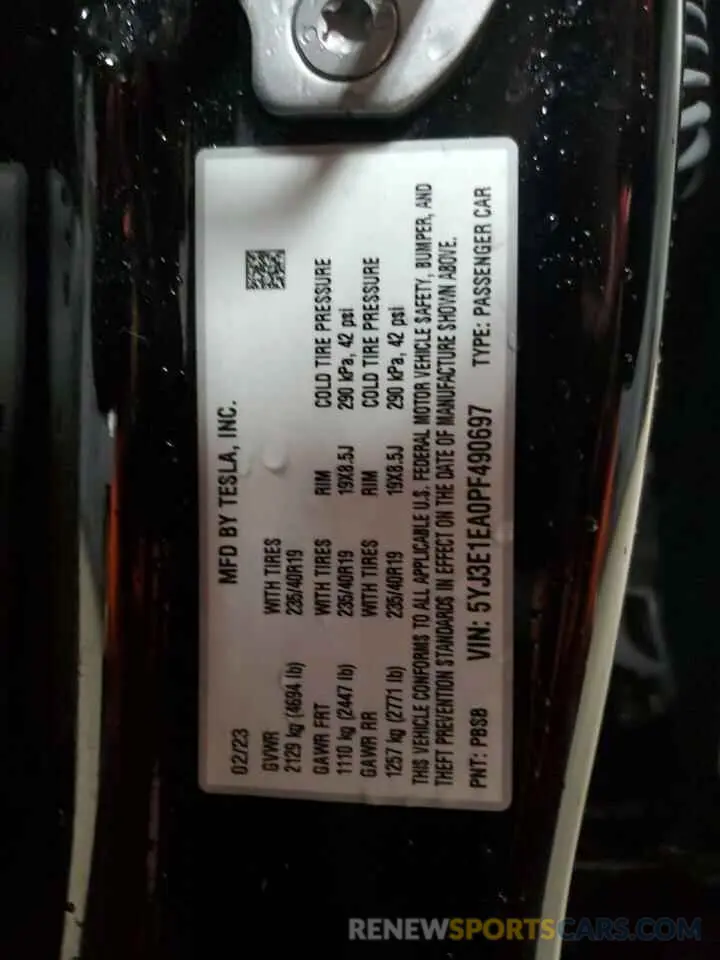 MFD BY TESLA, INC.
02/23
GVWR WITH TIRES
2129 kg (4694 lb) 235/40R19
GAWR FRT WITH TIRES RIM COLD TIRE PRESSURE
1110 kg (2447 lb) 235/40R19 19X8.5J 290 kPa, 42 psi
GAWR RR WITH TIRES RIM COLD TIRE PRESSURE
1257 kg (2771 lb) 235/40R19 19X8.5J 290 kPa, 42 psi
THIS VEHICLE CONFORMS TO ALL APPLICABLE U.S. FEDERAL MOTOR VEHICLE SAFETY, BUMPER, AND
THEFT PREVENTION STANDARDS IN EFFECT ON THE DATE OF MANUFACTURE SHOWN ABOVE.
PNT: PBSB VIN: 5YJ3E1EA0PF490697 TYPE: PASSENGER CAR
RENEWSPORTSCARS.COM